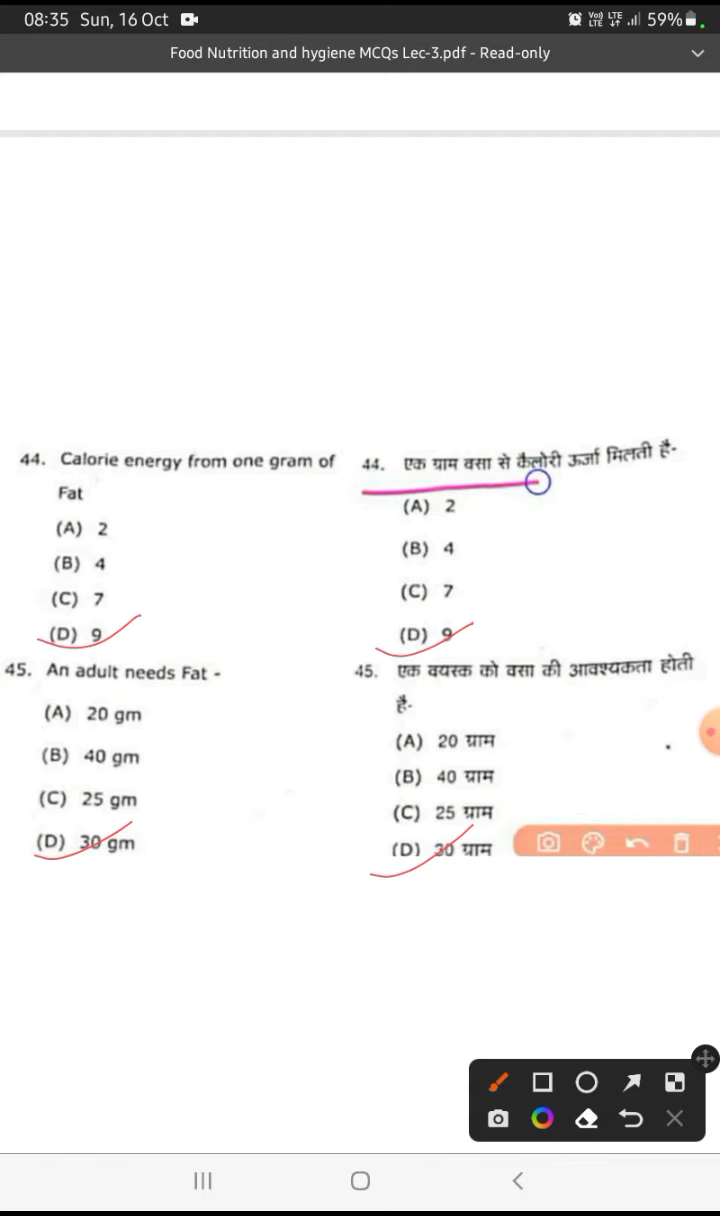 08:35 Sun, 16 Oct
Vo) LTE
LTE
59%
Food Nutrition and hygiene MCQs Lec-3.pdf - Read-only
44. Calorie energy from one gram of
Fat
(A) 2
(B) 4
(C) 7
(D) 9
45. An adult needs Fat -
(A) 20 gm
(B) 40 gm
(C) 25 gm
(D) 30 gm
44. एक ग्राम वसा से कैलोरी ऊर्जा मिलती है-
(A) 2
(B) 4
(C) 7
(D) 9
45. एक वयस्क को वसा की आवश्यकता होती
है-
(A) 20 ग्राम
(B) 40 ग्राम
(C) 25 ग्राम
(D) 30 ग्राम